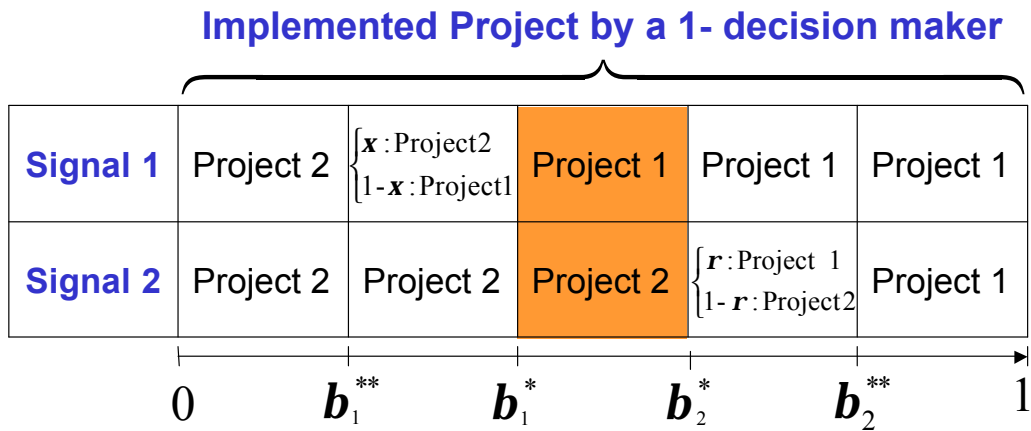 Implemented Project by a 1- decision maker
Signal 1
Project 2
x : Project2
1-x : Project1
Project 1
Project 1
Project 1
Signal 2
Project 2
Project 2
Project 2
r : Project 1
1- r : Project2
Project 1
0
b₁**
b₁*
b₂*
b₂**
1